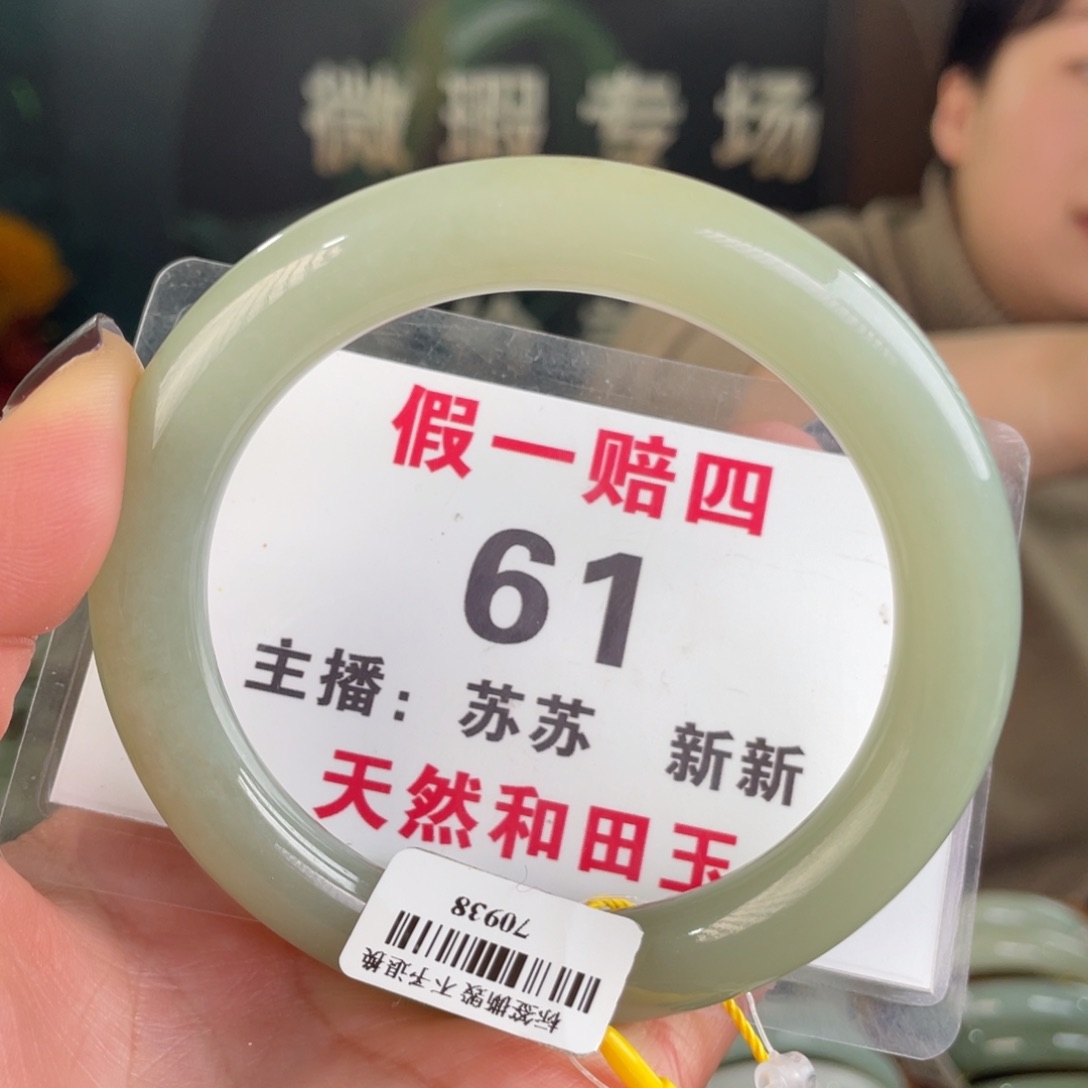 微瑕专场
假一赔四
61
主播：苏苏 新新
天然和田玉
70938
标签撕毁 不予退换